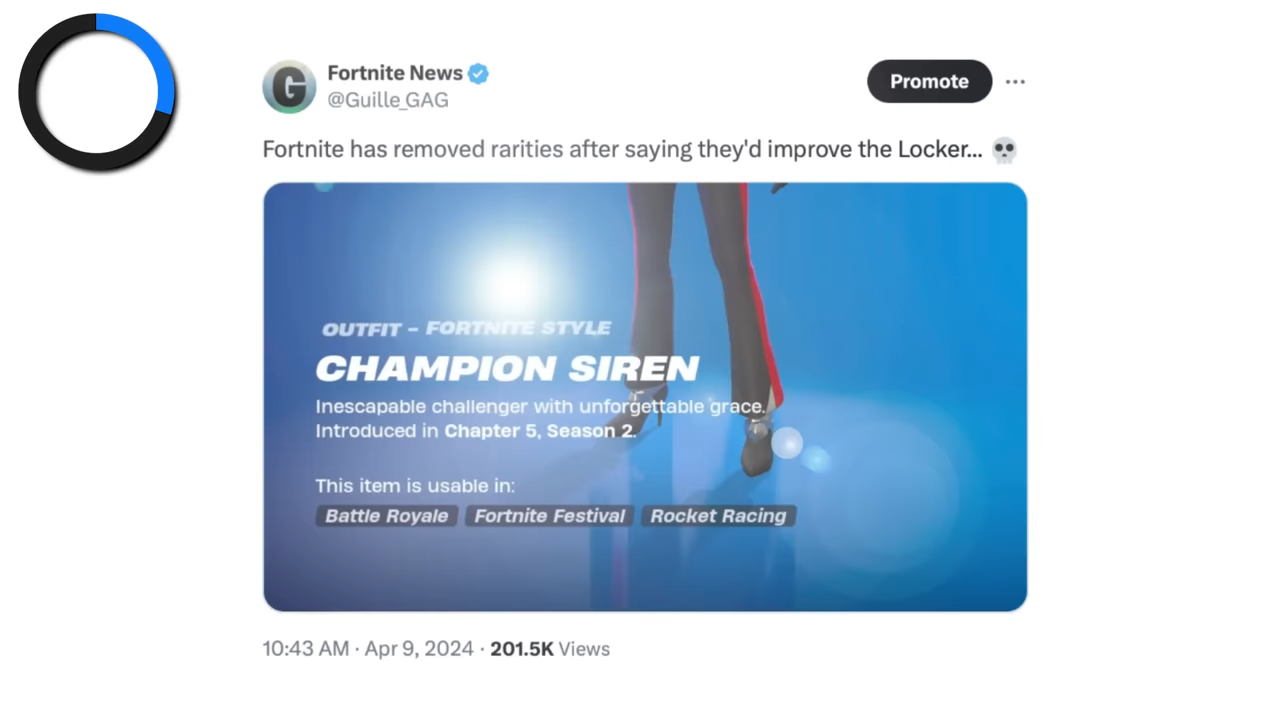 Fortnite News
@Guille_GAG
Promote
Fortnite has removed rarities after saying they'd improve the Locker... 💀
OUTFIT - FORTNITE STYLE
CHAMPION SIREN
Inescapable challenger with unforgettable grace.
Introduced in Chapter 5, Season 2.
This item is usable in:
Battle Royale Fortnite Festival Rocket Racing
10:43 AM · Apr 9, 2024 · 201.5K Views